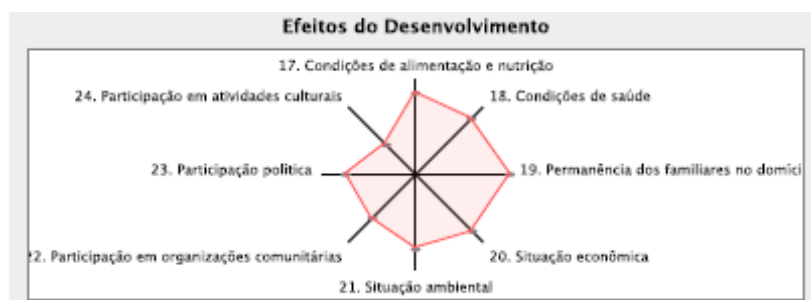 Efeitos do Desenvolvimento
17. Condições de alimentação e nutrição
24. Participação em atividades culturais
18. Condições de saúde
23. Participação política
19. Permanência dos familiares no domici
22. Participação em organizações comunitárias
20. Situação econômica
21. Situação ambiental